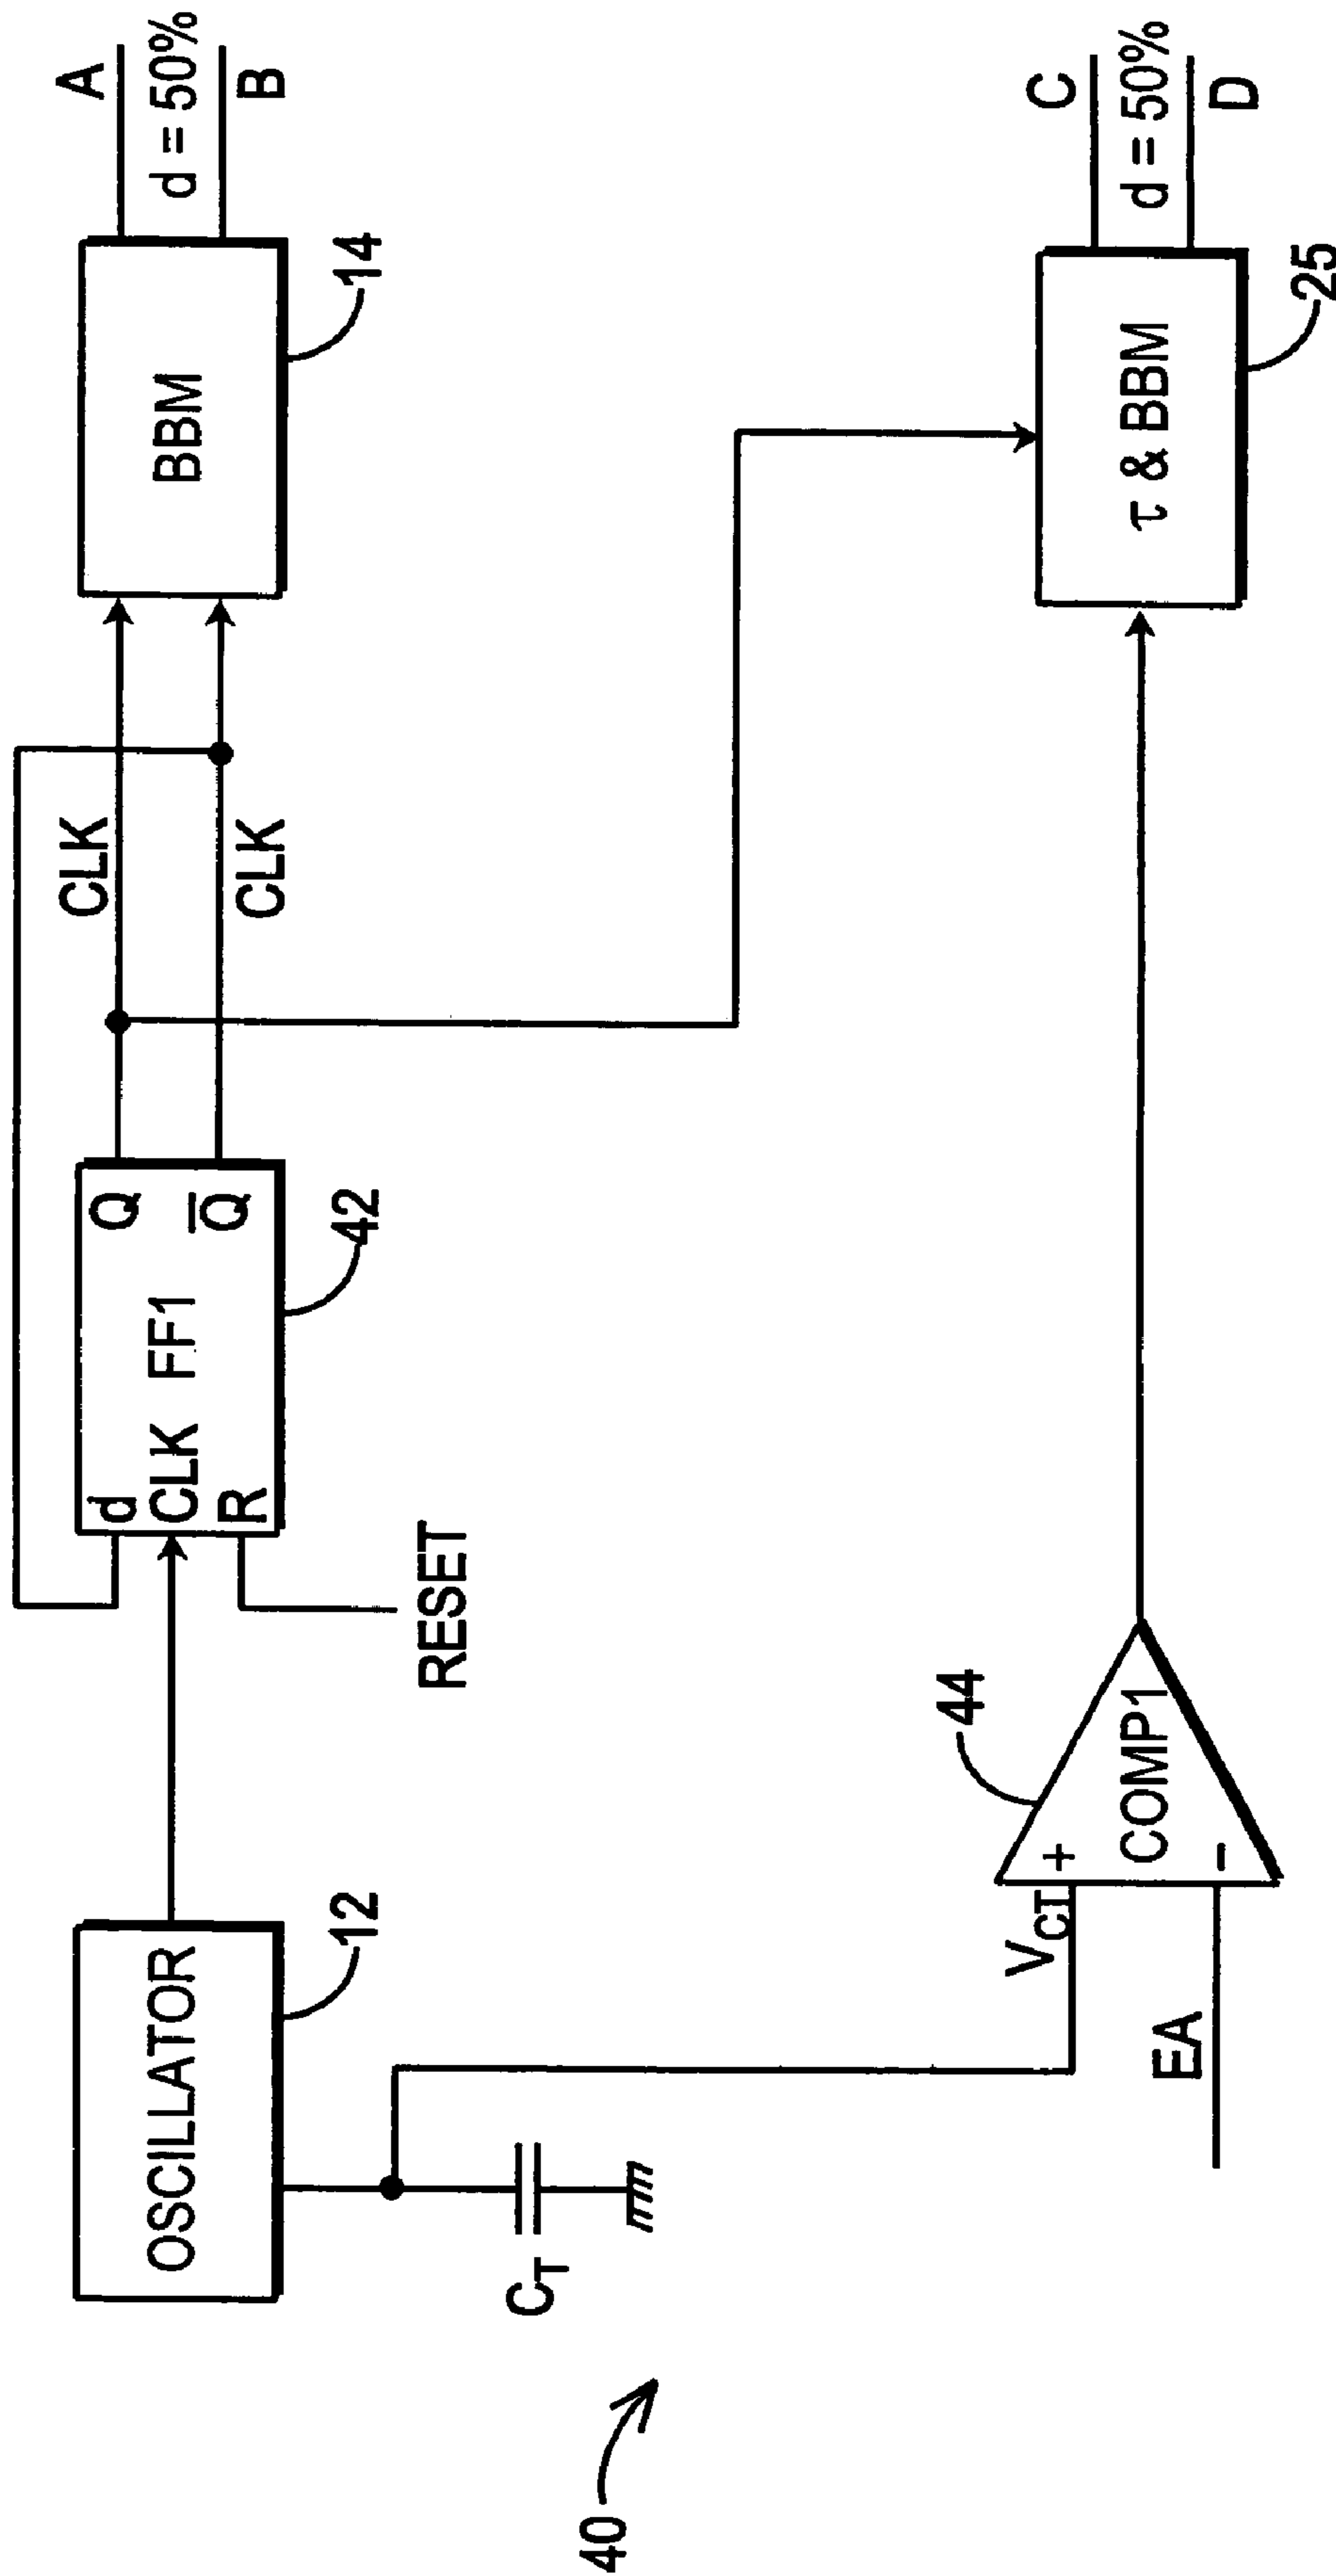 OSCILLATOR
12
C_T
40
d
CLK FF1
R
Q
Q̅
42
RESET
CLK
CLK
BBM
14
A
d = 50%
B
V_CT
+
COMP1
−
EA
44
τ & BBM
25
C
d = 50%
D